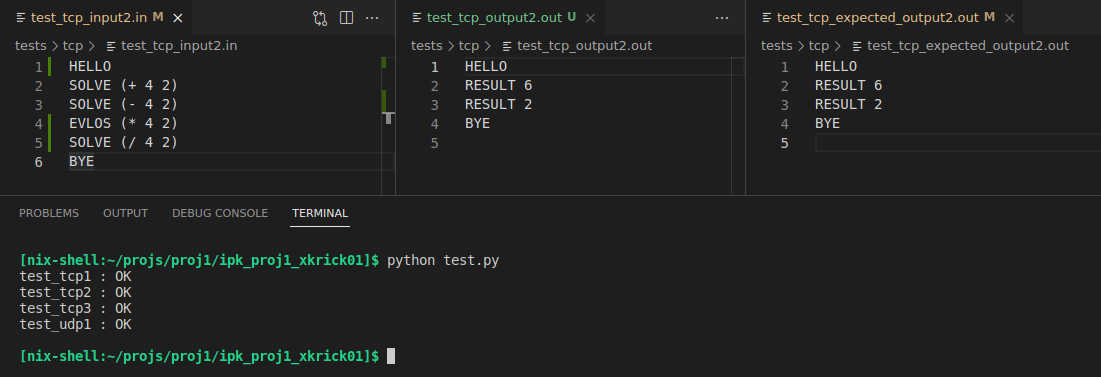 test_tcp_input2.in M
tests > tcp > test_tcp_input2.in
1 HELLO
2 SOLVE (+ 4 2)
3 SOLVE (- 4 2)
4 EVLOS (* 4 2)
5 SOLVE (/ 4 2)
6 BYE
test_tcp_output2.out U
tests > tcp > test_tcp_output2.out
1 HELLO
2 RESULT 6
3 RESULT 2
4 BYE
5
test_tcp_expected_output2.out M
tests > tcp > test_tcp_expected_output2.out
1 HELLO
2 RESULT 6
3 RESULT 2
4 BYE
5
PROBLEMS OUTPUT DEBUG CONSOLE TERMINAL
[nix-shell:~/projs/proj1/ipk_proj1_xkrick01]$ python test.py
test_tcp1 : OK
test_tcp2 : OK
test_tcp3 : OK
test_udp1 : OK
[nix-shell:~/projs/proj1/ipk_proj1_xkrick01]$